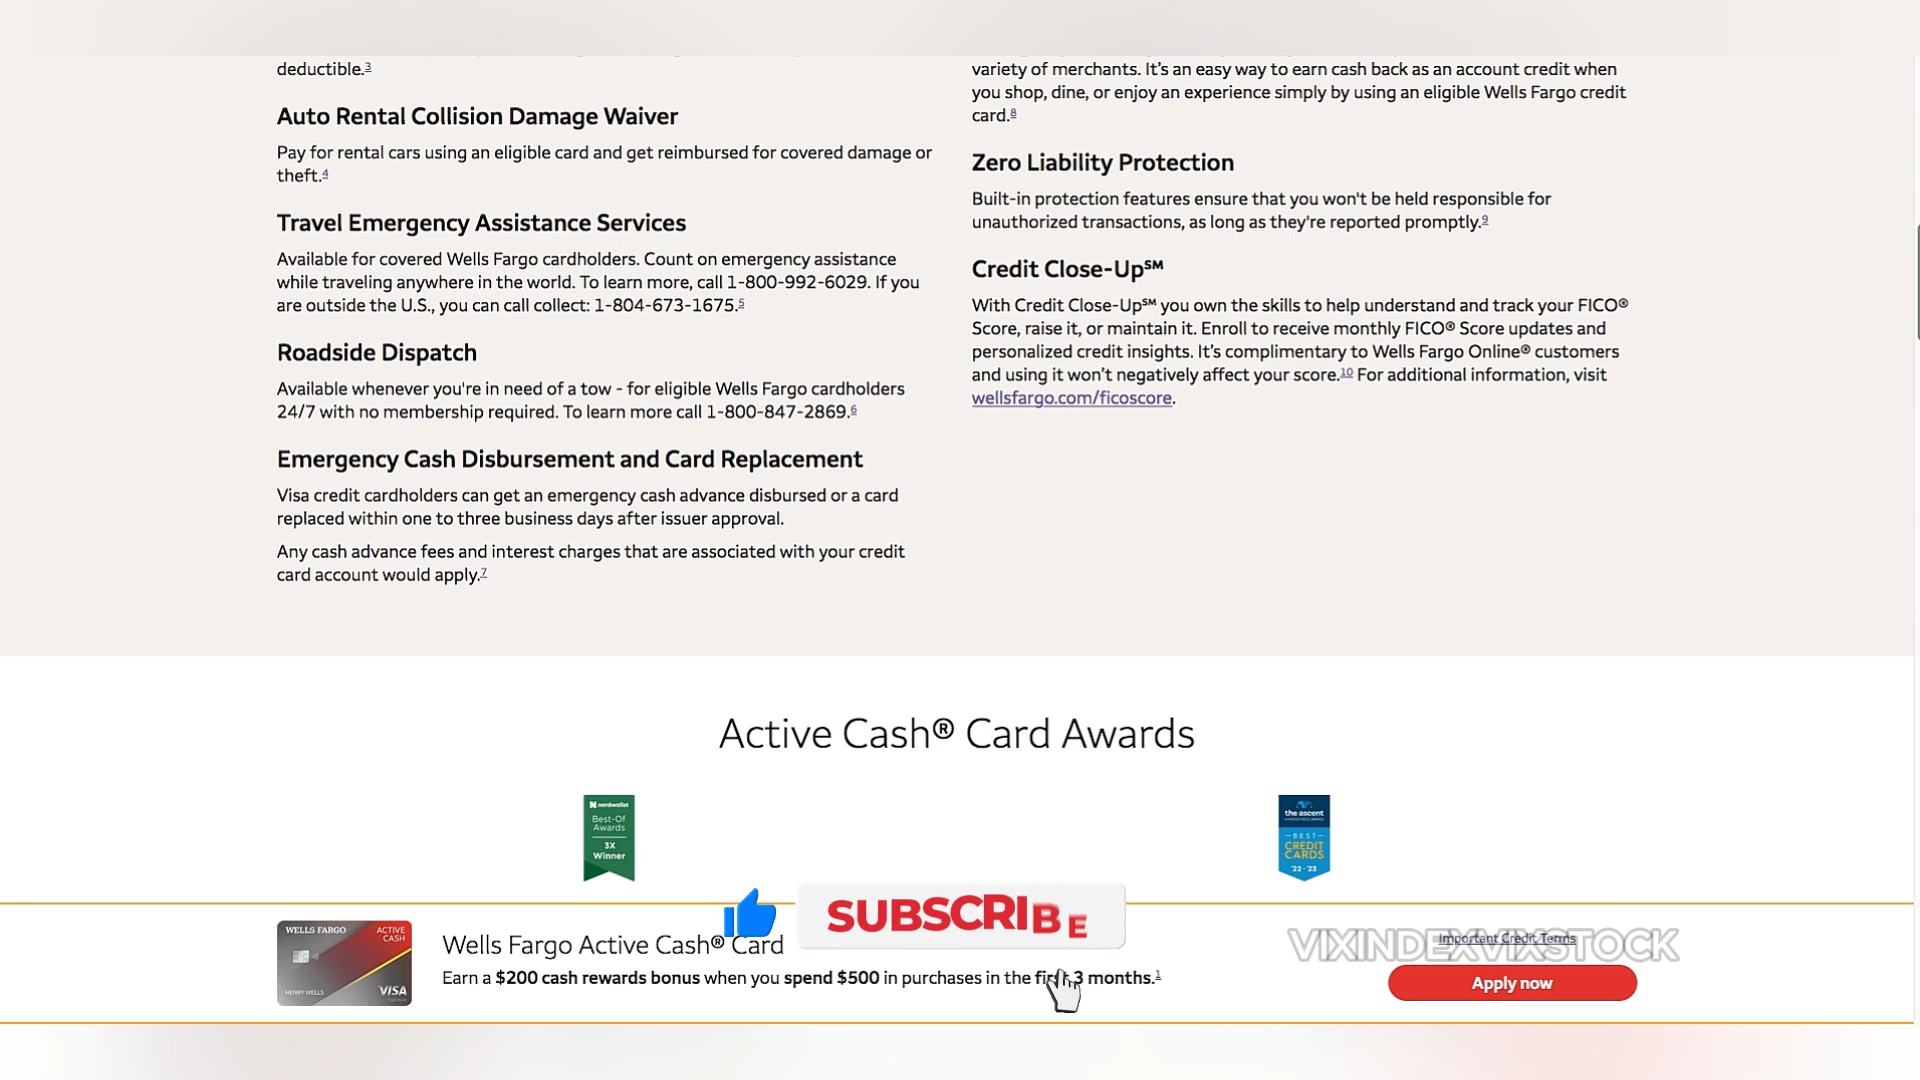 deductible.3
Auto Rental Collision Damage Waiver
Pay for rental cars using an eligible card and get reimbursed for covered damage or
theft.4
Travel Emergency Assistance Services
Available for covered Wells Fargo cardholders. Count on emergency assistance
while traveling anywhere in the world. To learn more, call 1-800-992-6029. If you
are outside the U.S., you can call collect: 1-804-673-1675.5
Roadside Dispatch
Available whenever you're in need of a tow - for eligible Wells Fargo cardholders
24/7 with no membership required. To learn more call 1-800-847-2869.6
Emergency Cash Disbursement and Card Replacement
Visa credit cardholders can get an emergency cash advance disbursed or a card
replaced within one to three business days after issuer approval.
Any cash advance fees and interest charges that are associated with your credit
card account would apply.7
variety of merchants. It's an easy way to earn cash back as an account credit when
you shop, dine, or enjoy an experience simply by using an eligible Wells Fargo credit
card.8
Zero Liability Protection
Built-in protection features ensure that you won't be held responsible for
unauthorized transactions, as long as they're reported promptly.9
Credit Close-Up℠
With Credit Close-Up℠ you own the skills to help understand and track your FICO®
Score, raise it, or maintain it. Enroll to receive monthly FICO® Score updates and
personalized credit insights. It's complimentary to Wells Fargo Online® customers
and using it won't negatively affect your score.10 For additional information, visit
wellsfargo.com/ficoscore.
Active Cash® Card Awards
nerdwallet
Best-Of
Awards
3X
Winner
the ascent
BEST
CREDIT
CARDS
'22-'23
SUBSCRIBE
WELLS FARGO
ACTIVE
CASH
HENRY WELLS
VISA
Wells Fargo Active Cash® Card
Earn a $200 cash rewards bonus when you spend $500 in purchases in the first 3 months.1
VIXINDEXVIXSTOCK
Important Credit Terms
Apply now